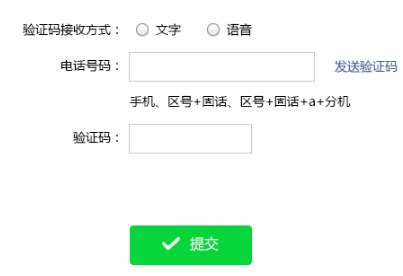 验证码接收方式： 文字 语音
电话号码： 发送验证码
手机、区号+固话、区号+固话+a+分机
验证码：
提交